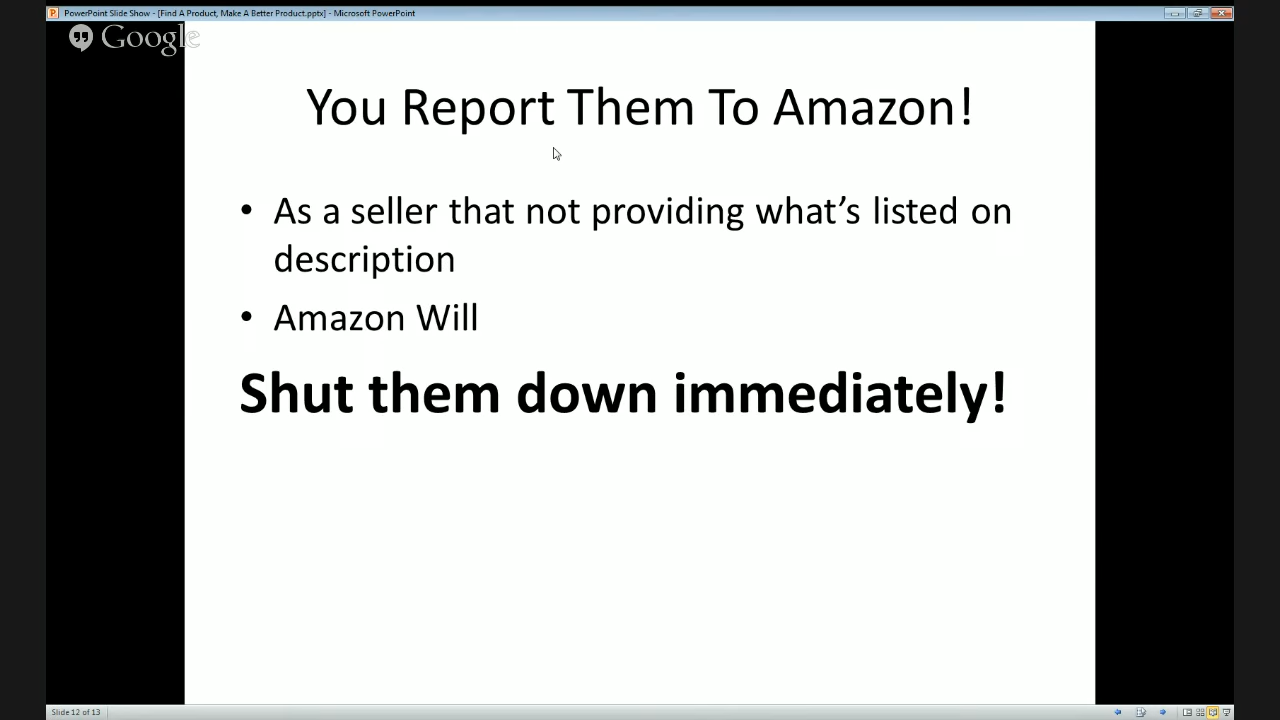 PowerPoint Slide Show - [Find A Product, Make A Better Product.pptx] - Microsoft PowerPoint
Google
You Report Them To Amazon!
• As a seller that not providing what’s listed on
description
• Amazon Will
Shut them down immediately!
Slide 12 of 13